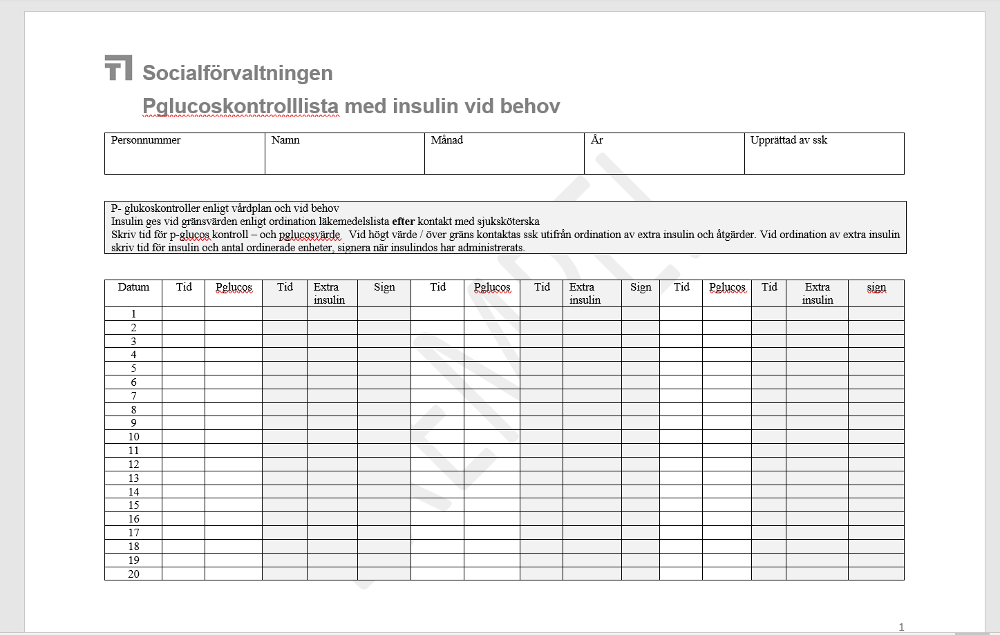 Socialförvaltningen
Pglucoskontrolllista med insulin vid behov
Personnummer Namn Månad År Upprättad av ssk
P- glukoskontroller enligt vårdplan och vid behov
Insulin ges vid gränsvärden enligt ordination läkemedelslista efter kontakt med sjuksköterska
Skriv tid för p-glucos kontroll – och pglucosvärde Vid högt värde / över gräns kontaktas ssk utifrån ordination av extra insulin och åtgärder. Vid ordination av extra insulin
skriv tid för insulin och antal ordinerade enheter, signera när insulindos har administrerats.
Datum Tid Pglucos Tid Extra insulin Sign Tid Pglucos Tid Extra insulin Sign Tid Pglucos Tid Extra insulin sign
1
2
3
4
5
6
7
8
9
10
11
12
13
14
15
16
17
18
19
20
EXEMPEL
1